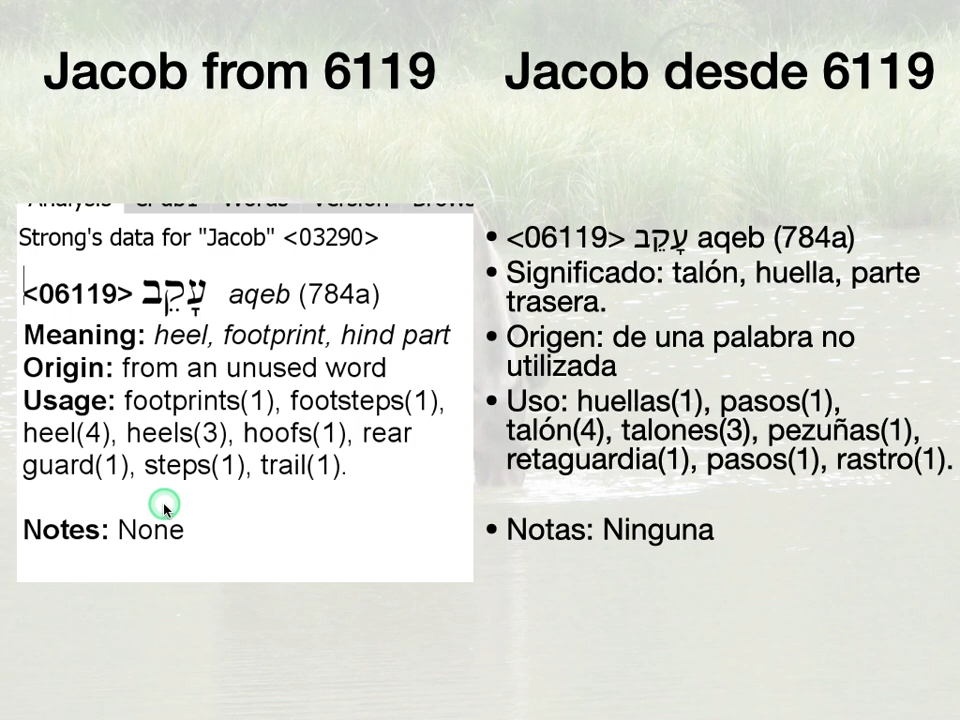 Jacob from 6119
Jacob desde 6119
Analysis
Words
Version
Strong's data for "Jacob" <03290>
<06119> עָקֵב aqeb (784a)
Meaning: heel, footprint, hind part
Origin: from an unused word
Usage: footprints(1), footsteps(1),
heel(4), heels(3), hoofs(1), rear
guard(1), steps(1), trail(1).
Notes: None
• <06119> עָקֵב aqeb (784a)
• Significado: talón, huella, parte
trasera.
• Origen: de una palabra no
utilizada
• Uso: huellas(1), pasos(1),
talón(4), talones(3), pezuñas(1),
retaguardia(1), pasos(1), rastro(1).
• Notas: Ninguna